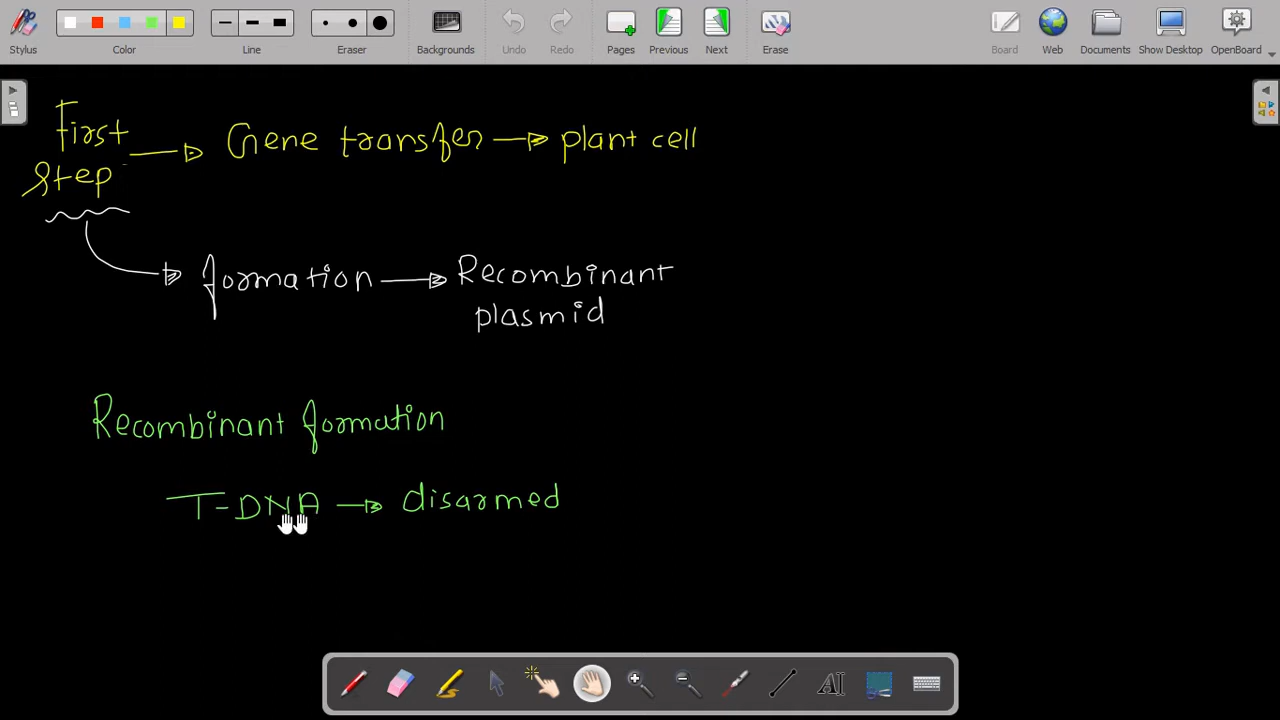 Stylus
Color
Line
Eraser
Backgrounds
Undo
Redo
Pages
Previous
Next
Erase
Board
Web
Documents
Show Desktop
OpenBoard
First
Step
Gene transfer
plant cell
formation
Recombinant
plasmid
Recombinant formation
T-DNA
disarmed
AI